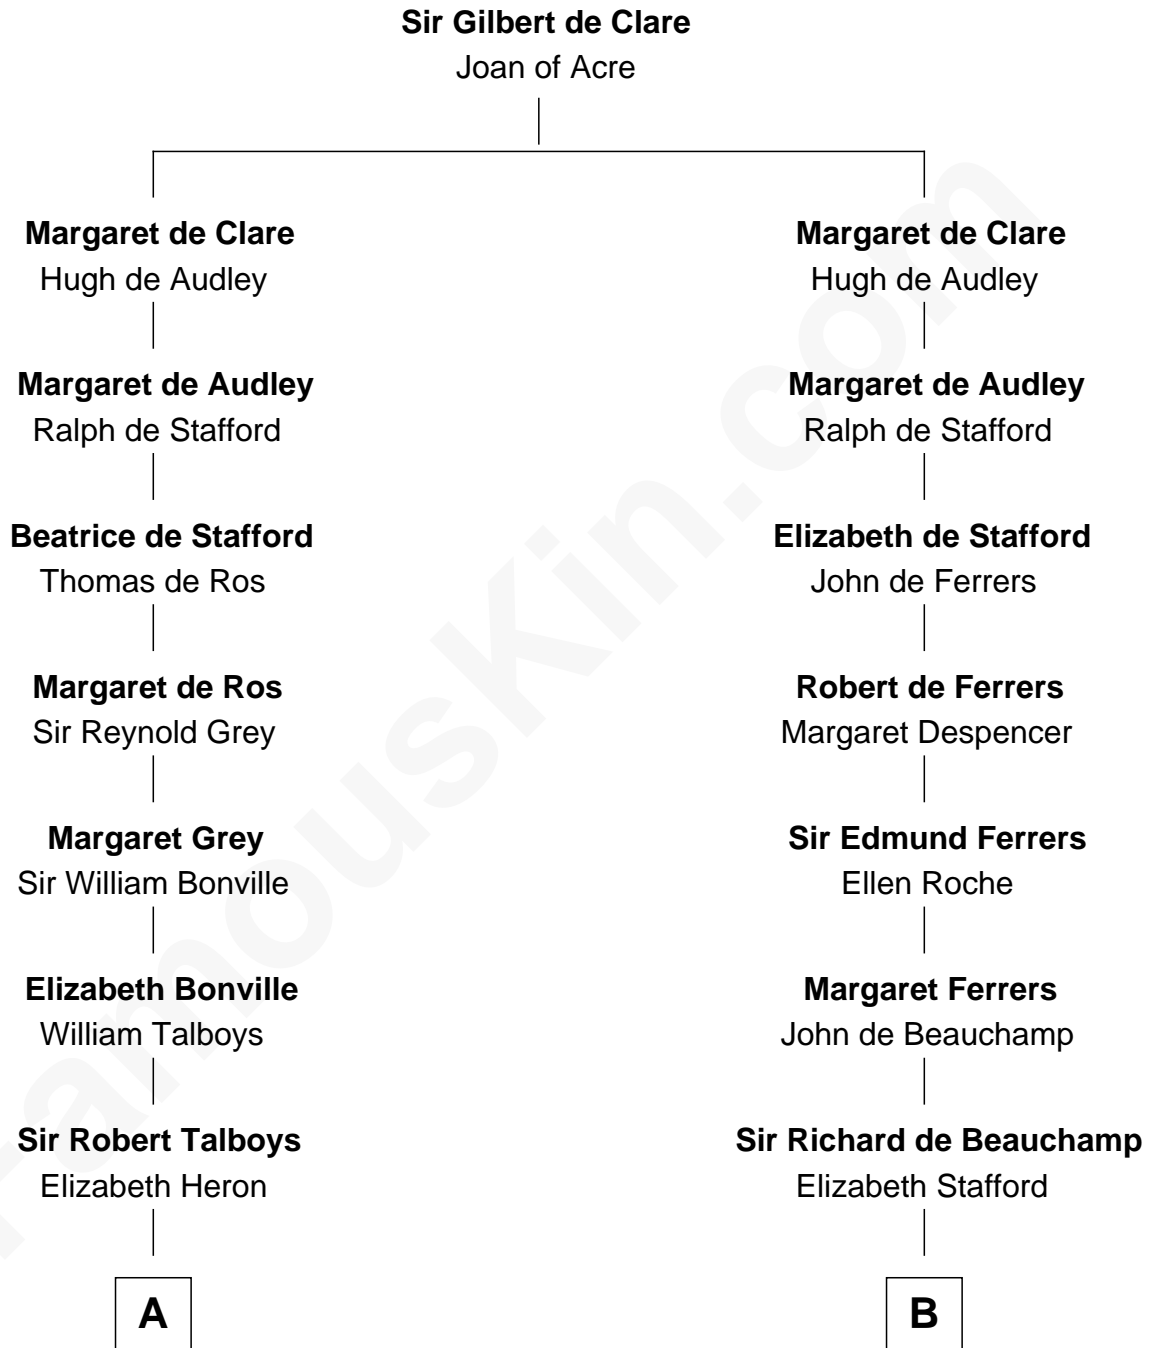 Sir Gilbert de Clare
Joan of Acre
Margaret de Clare
Hugh de Audley
Margaret de Audley
Ralph de Stafford
Beatrice de Stafford
Thomas de Ros
Margaret de Ros
Sir Reynold Grey
Margaret Grey
Sir William Bonville
Elizabeth Bonville
William Talboys
Sir Robert Talboys
Elizabeth Heron
A
Margaret de Clare
Hugh de Audley
Margaret de Audley
Ralph de Stafford
Elizabeth de Stafford
John de Ferrers
Robert de Ferrers
Margaret Despencer
Sir Edmund Ferrers
Ellen Roche
Margaret Ferrers
John de Beauchamp
Sir Richard de Beauchamp
Elizabeth Stafford
B
FamousKin.com